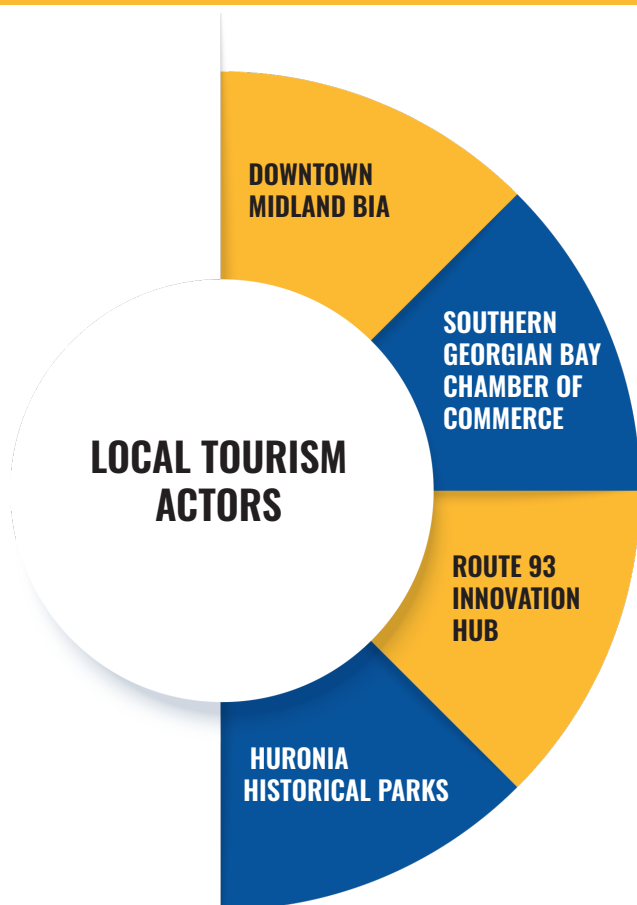 DOWNTOWN
MIDLAND BIA
SOUTHERN
GEORGIAN BAY
CHAMBER OF
COMMERCE
LOCAL TOURISM
ACTORS
ROUTE 93
INNOVATION
HUB
HURONIA
HISTORICAL PARKS